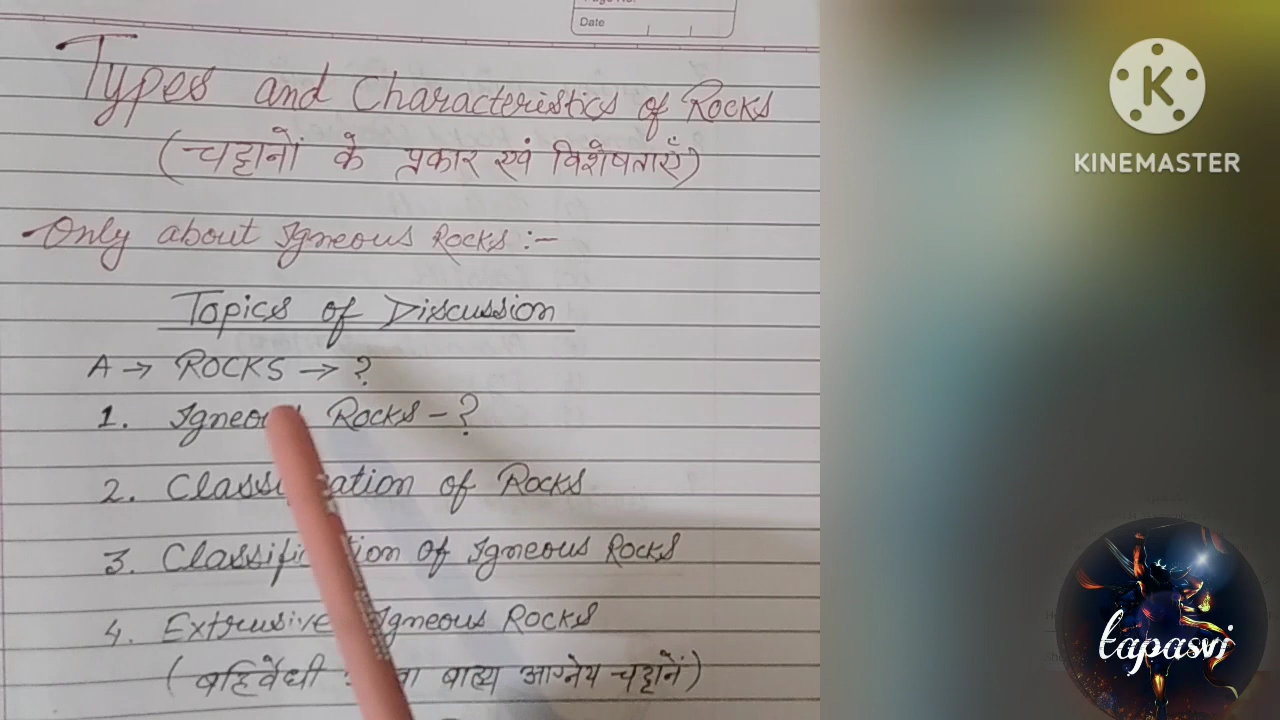 Date
Types and Characteristics of Rocks
(चट्टानों के प्रकार एवं विशेषताएँ)
Only about Igneous Rocks :-
Topics of Discussion
A → ROCKS → ?
1. Rocks - ?
2. of Rocks
3. of Igneous Rocks
4. Extrusive Igneous Rocks
(बहिर्वेधी बाह्य आग्नेय चट्टानें)
K
KINEMASTER
tapasvi